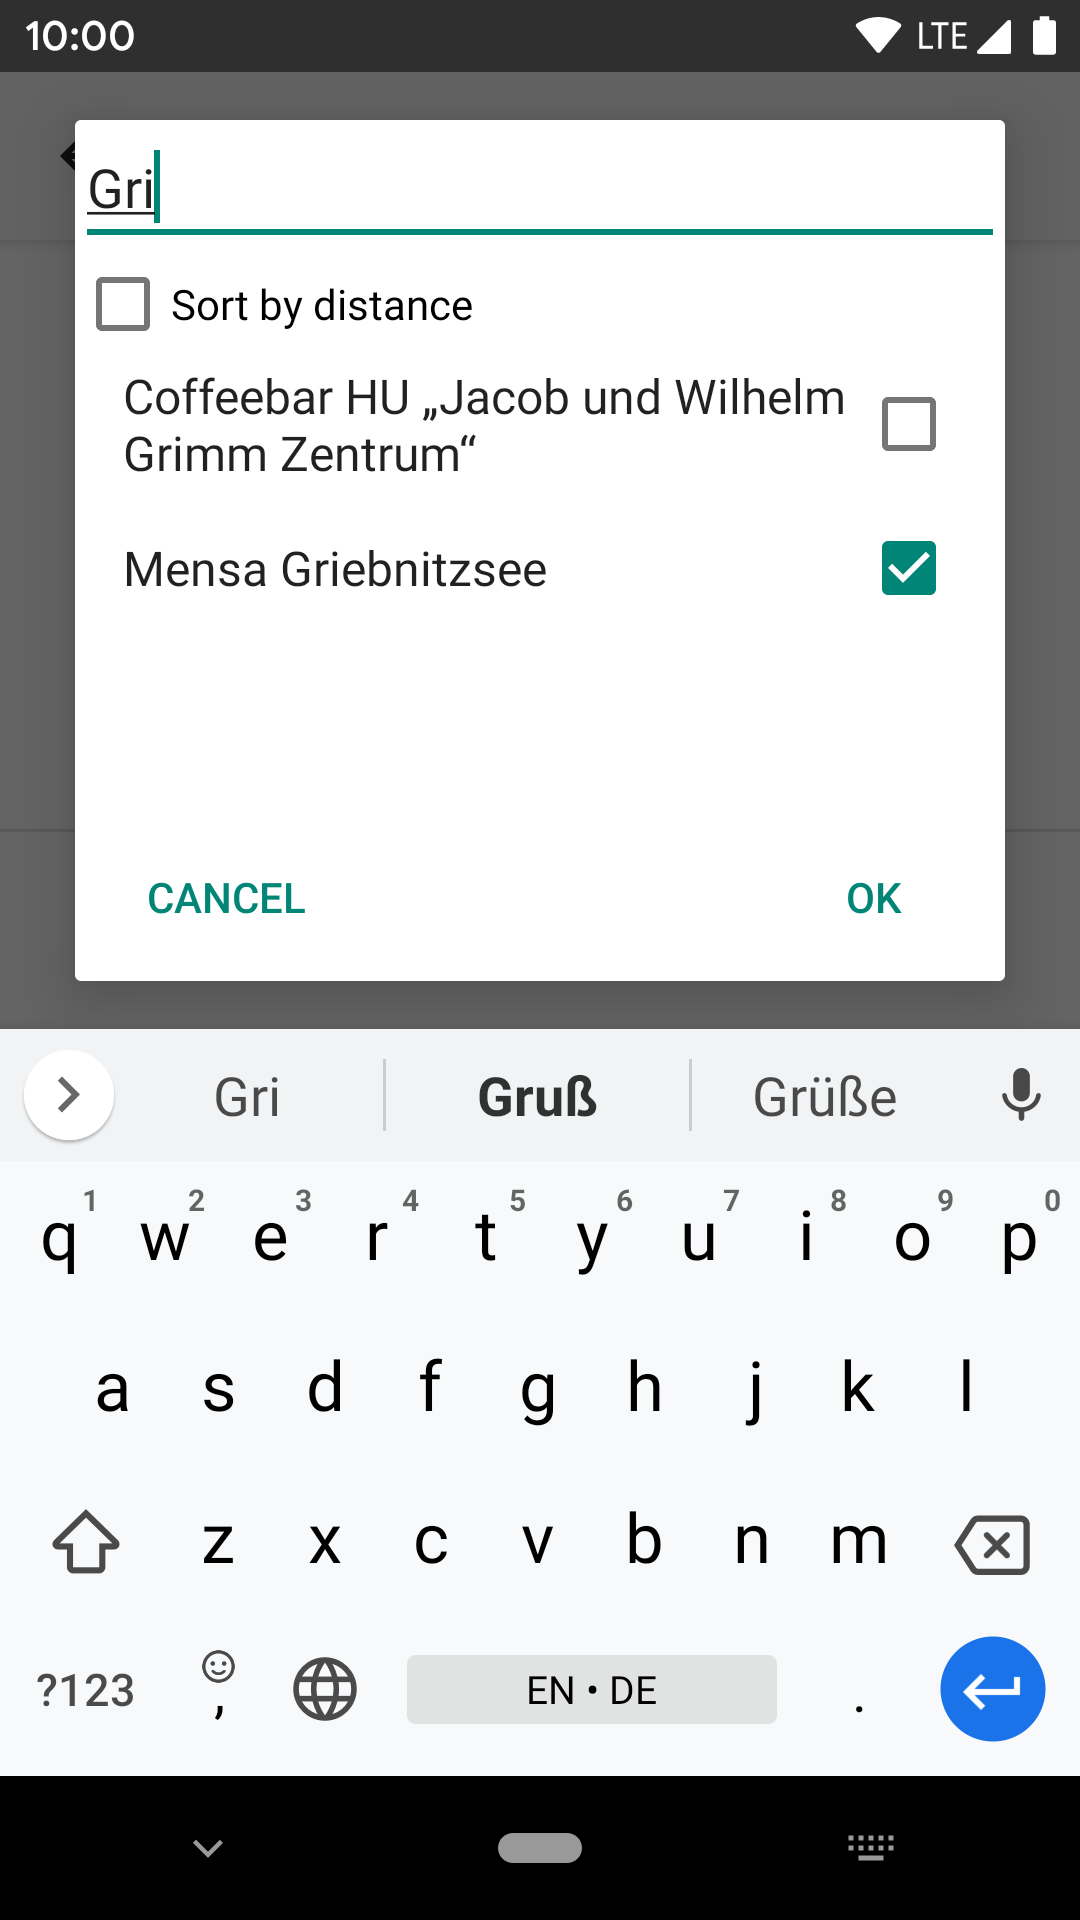 10:00 LTE
Gri
Sort by distance
Coffeebar HU „Jacob und Wilhelm
Grimm Zentrum“
Mensa Griebnitzsee
CANCEL OK
Gri Gruß Grüße
1 2 3 4 5 6 7 8 9 0
q w e r t y u i o p
a s d f g h j k l
z x c v b n m
?123 , EN • DE .